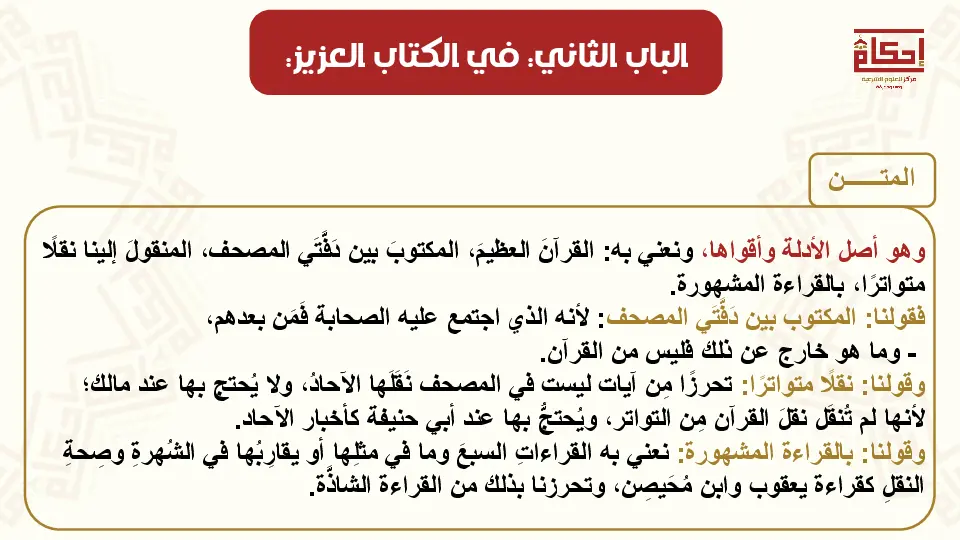 الباب الثاني: في الكتاب العزيز:
إحكام
مركز للعلوم الشرعية
المتـــــن
وهو أصل الأدلة وأقواها، ونعني به: القرآنَ العظيمَ، المكتوبَ بين دَفَّتَي المصحف، المنقولَ إلينا نقلًا
متواترًا، بالقراءة المشهورة.
فقولنا: المكتوب بين دَفَّتَي المصحف: لأنه الذي اجتمع عليه الصحابة فَمَن بعدهم،
- وما هو خارج عن ذلك فليس من القرآن.
وقولنا: نقلًا متواترًا: تحرزًا مِن آيات ليست في المصحف نَقَلَها الآحادُ، ولا يُحتج بها عند مالك؛
لأنها لم تُنقَل نقلَ القرآن مِن التواتر، ويُحتجُّ بها عند أبي حنيفة كأخبار الآحاد.
وقولنا: بالقراءة المشهورة: نعني به القراءاتِ السبعَ وما في مثلِها أو يقارِبُها في الشُهرةِ وصِحةِ
النقلِ كقراءة يعقوب وابن مُحَيصِن، وتحرزنا بذلك من القراءة الشاذَّة.